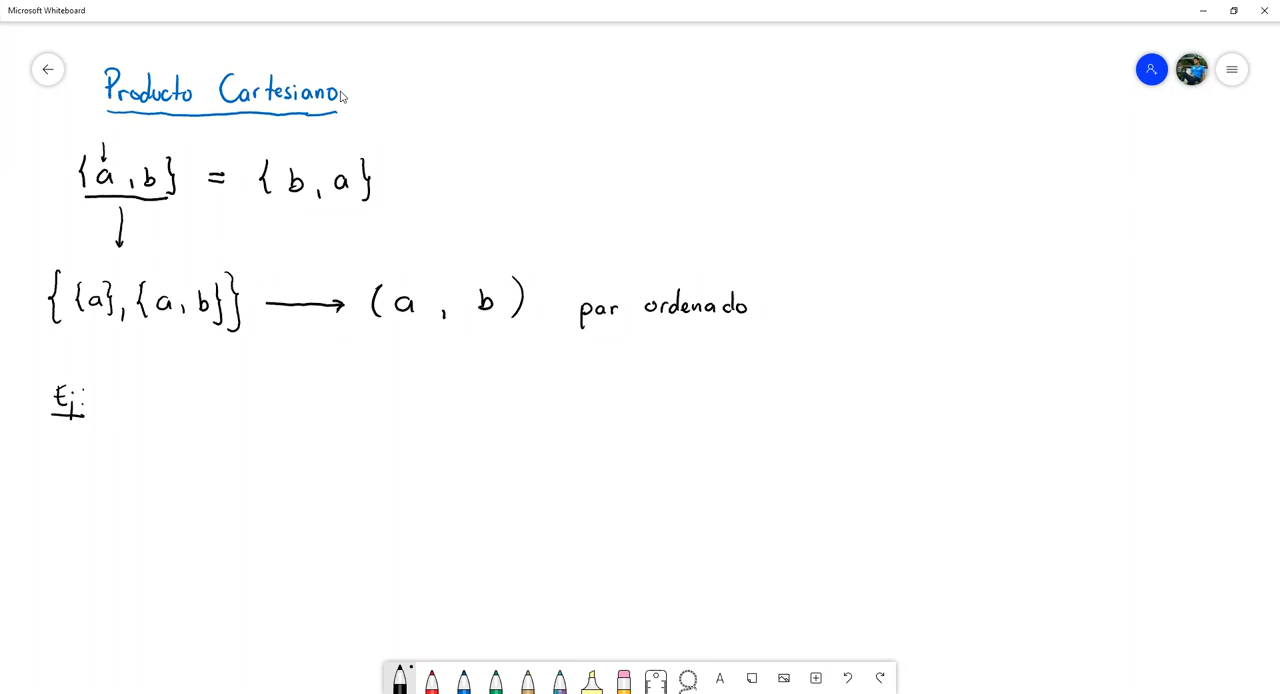 Microsoft Whiteboard
Producto Cartesiano
{a,b} = {b,a}
{{a},{a,b}} → (a, b) par ordenado
Ej: